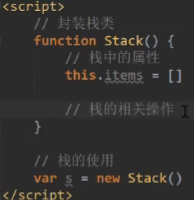 <script>
// 封装栈类
function Stack() {
// 栈中的属性
this.items = []
// 栈的相关操作
}
// 栈的使用
var s = new Stack()
</script>